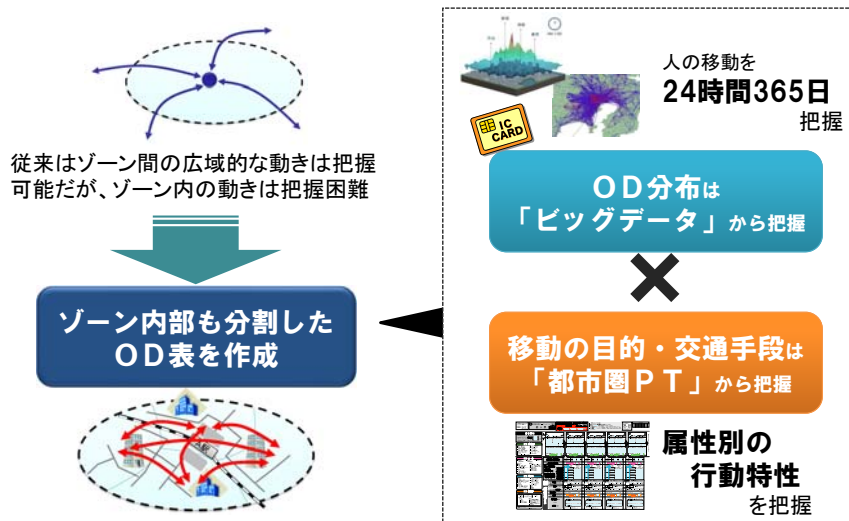 従来はゾーン間の広域的な動きは把握
可能だが、ゾーン内の動きは把握困難
ゾーン内部も分割した
OD表を作成
人の移動を
24時間365日
把握
IC
CARD
OD分布は
「ビッグデータ」から把握
×
移動の目的・交通手段は
「都市圏PT」から把握
属性別の
行動特性
を把握